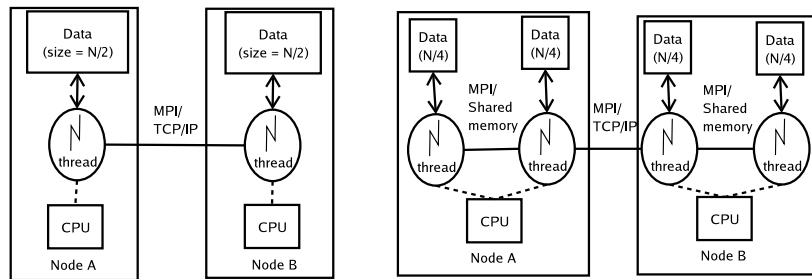 Data
(size = N/2)
Data
(size = N/2)
MPI/
TCP/IP
thread
thread
CPU
CPU
Node A
Node B
Data
(N/4)
Data
(N/4)
Data
(N/4)
Data
(N/4)
MPI/
Shared
memory
MPI/
TCP/IP
MPI/
Shared
memory
thread
thread
thread
thread
CPU
CPU
Node A
Node B